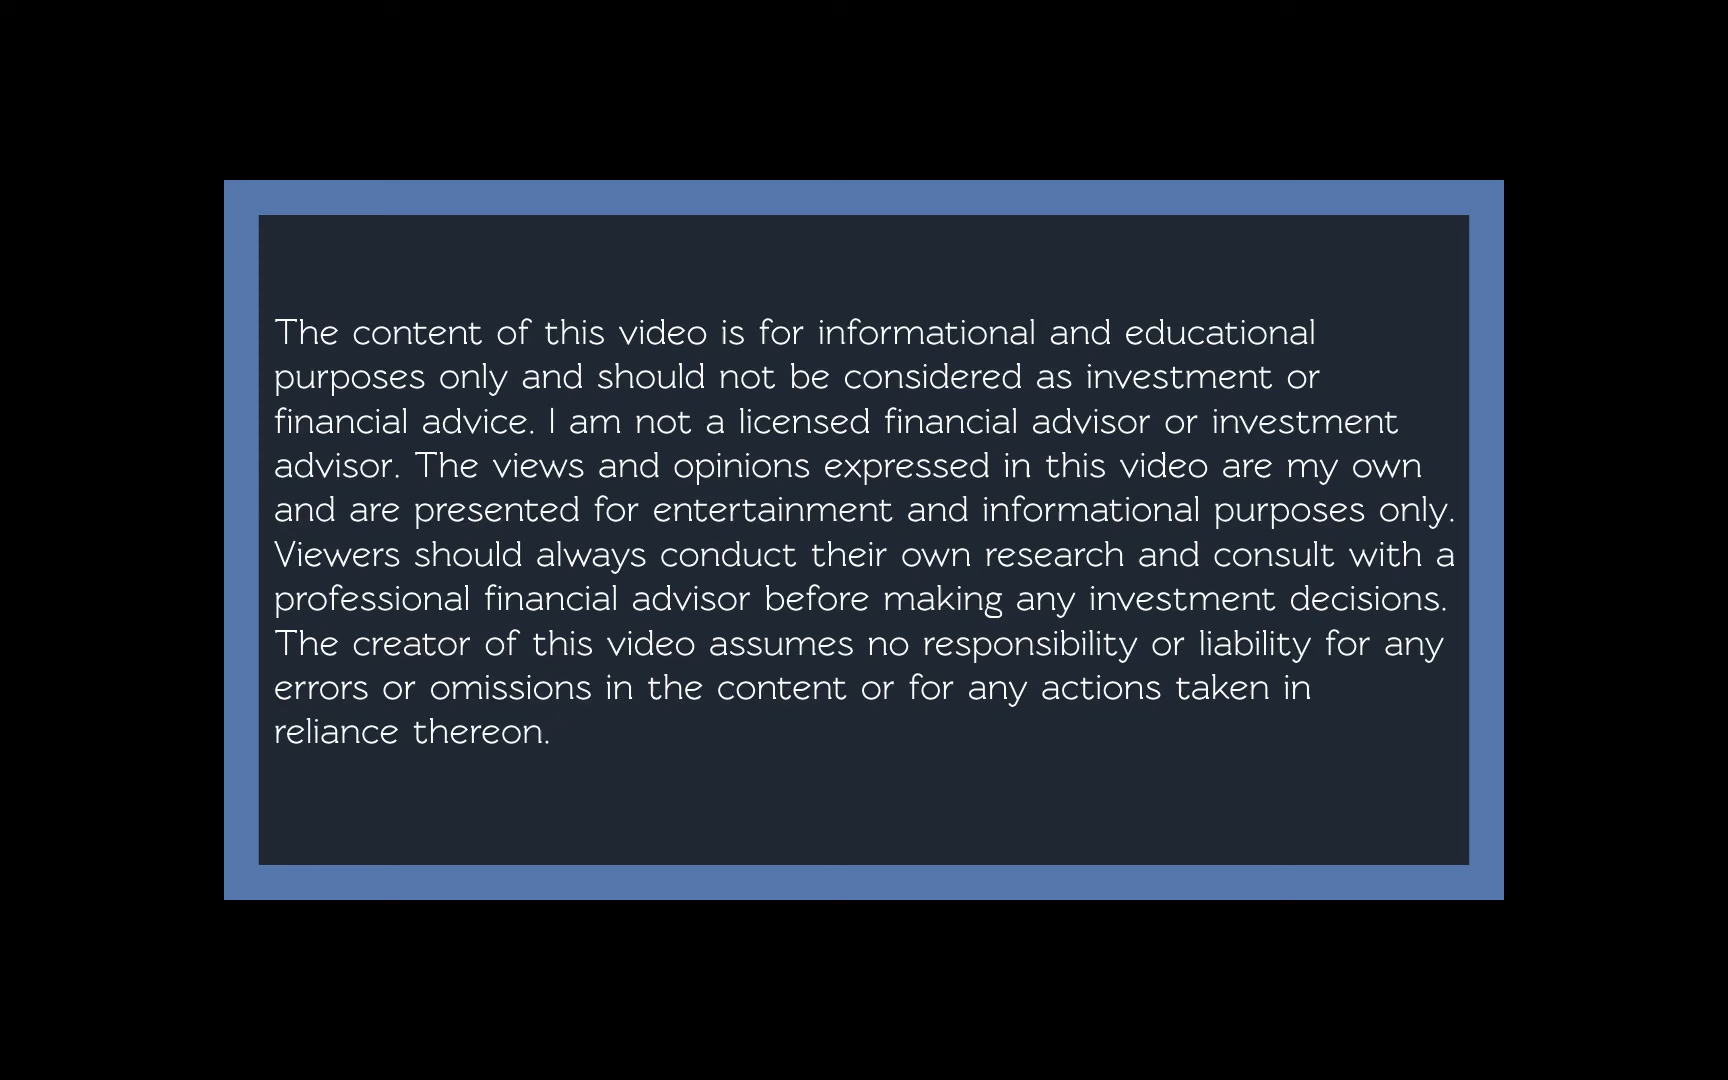 The content of this video is for informational and educational
purposes only and should not be considered as investment or
financial advice. I am not a licensed financial advisor or investment
advisor. The views and opinions expressed in this video are my own
and are presented for entertainment and informational purposes only.
Viewers should always conduct their own research and consult with a
professional financial advisor before making any investment decisions.
The creator of this video assumes no responsibility or liability for any
errors or omissions in the content or for any actions taken in
reliance thereon.